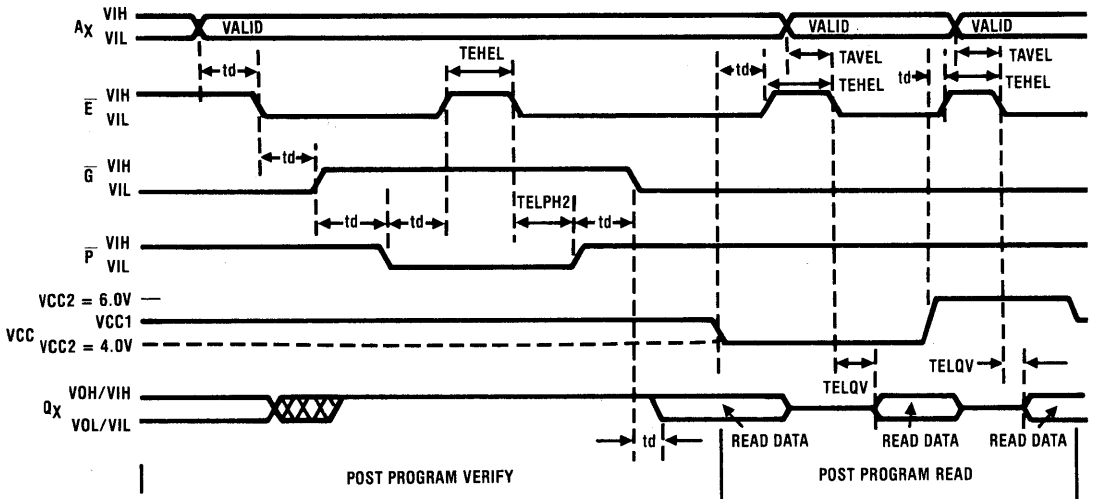 AX VIH VIL VALID VALID VALID
td TEHEL td TAVEL TEHEL td TAVEL TEHEL
E VIH VIL
td
G VIH VIL
td td TELPH2 td
P VIH VIL
VCC2 = 6.0V
VCC VCC1
VCC2 = 4.0V
TELQV TELQV
QX VOH/VIH VOL/VIL
td READ DATA READ DATA READ DATA
POST PROGRAM VERIFY POST PROGRAM READ